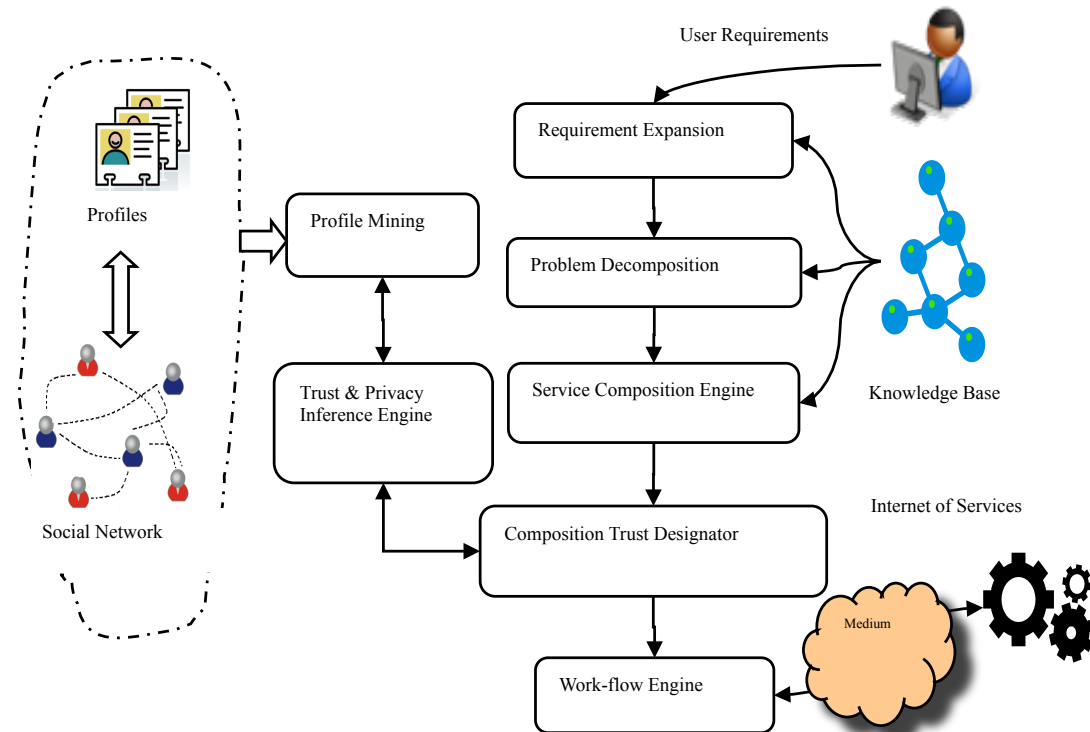 User Requirements
Requirement Expansion
Profiles
Profile Mining
Problem Decomposition
Trust & Privacy
Inference Engine
Service Composition Engine
Knowledge Base
Social Network
Internet of Services
Composition Trust Designator
Medium
Work-flow Engine